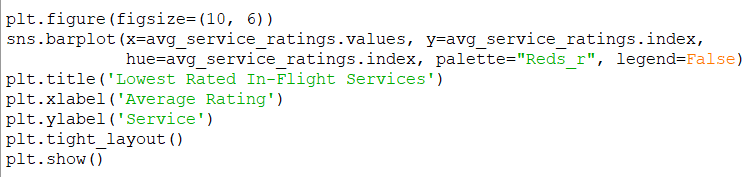 plt.figure(figsize=(10, 6))
sns.barplot(x=avg_service_ratings.values, y=avg_service_ratings.index,
            hue=avg_service_ratings.index, palette="Reds_r", legend=False)
plt.title('Lowest Rated In-Flight Services')
plt.xlabel('Average Rating')
plt.ylabel('Service')
plt.tight_layout()
plt.show()